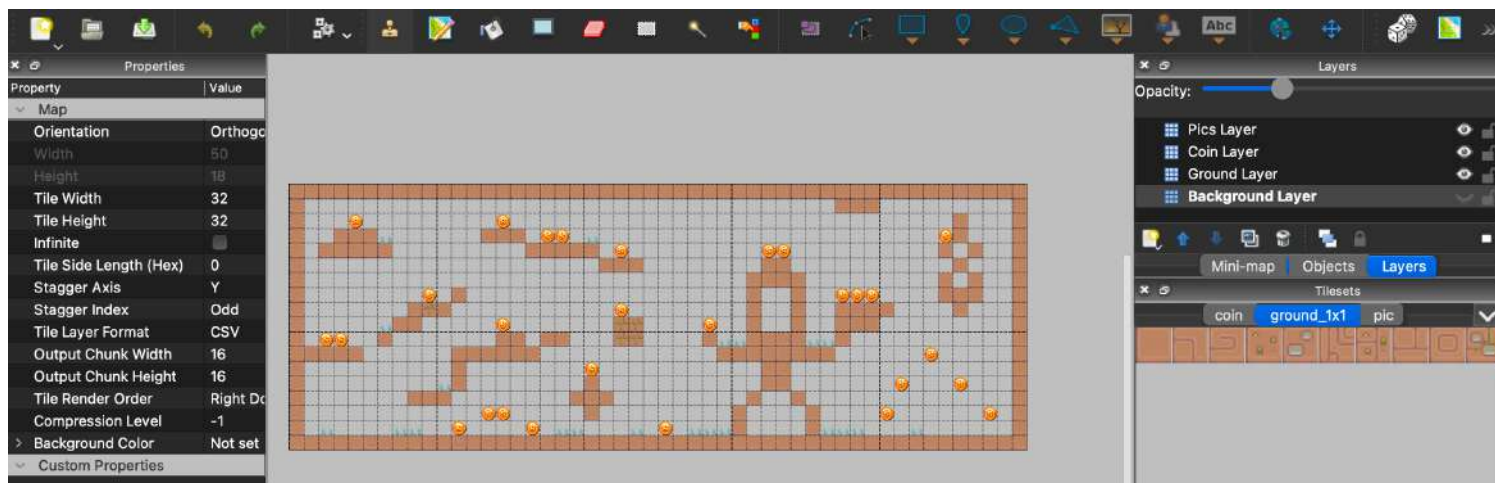 Abc
Properties
Property Value
Map
Orientation Orthogo
Width 50
Height 18
Tile Width 32
Tile Height 32
Infinite
Tile Side Length (Hex) 0
Stagger Axis Y
Stagger Index Odd
Tile Layer Format CSV
Output Chunk Width 16
Output Chunk Height 16
Tile Render Order Right Do
Compression Level -1
Background Color Not set
Custom Properties
Layers
Opacity:
Pics Layer
Coin Layer
Ground Layer
Background Layer
Mini-map Objects Layers
Tilesets
coin ground_1x1 pic